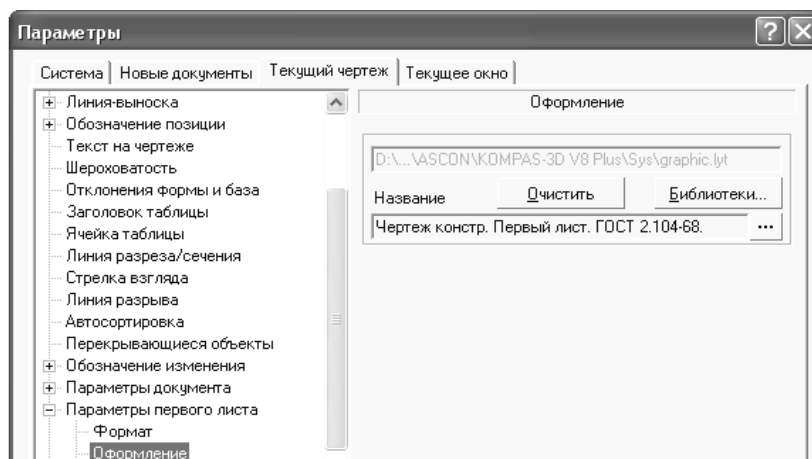 Параметры
Система Новые документы Текущий чертеж Текущее окно
Линия-выноска
Обозначение позиции
Текст на чертеже
Шероховатость
Отклонения формы и база
Заголовок таблицы
Ячейка таблицы
Линия разреза/сечения
Стрелка взгляда
Линия разрыва
Автосортировка
Перекрывающиеся объекты
Обозначение изменения
Параметры документа
Параметры первого листа
Формат
Оформление
Оформление
D:\...\ASCON\KOMPAS-3D V8 Plus\Sys\graphic.lyt
Название Очистить Библиотеки...
Чертеж констр. Первый лист. ГОСТ 2.104-68. ...